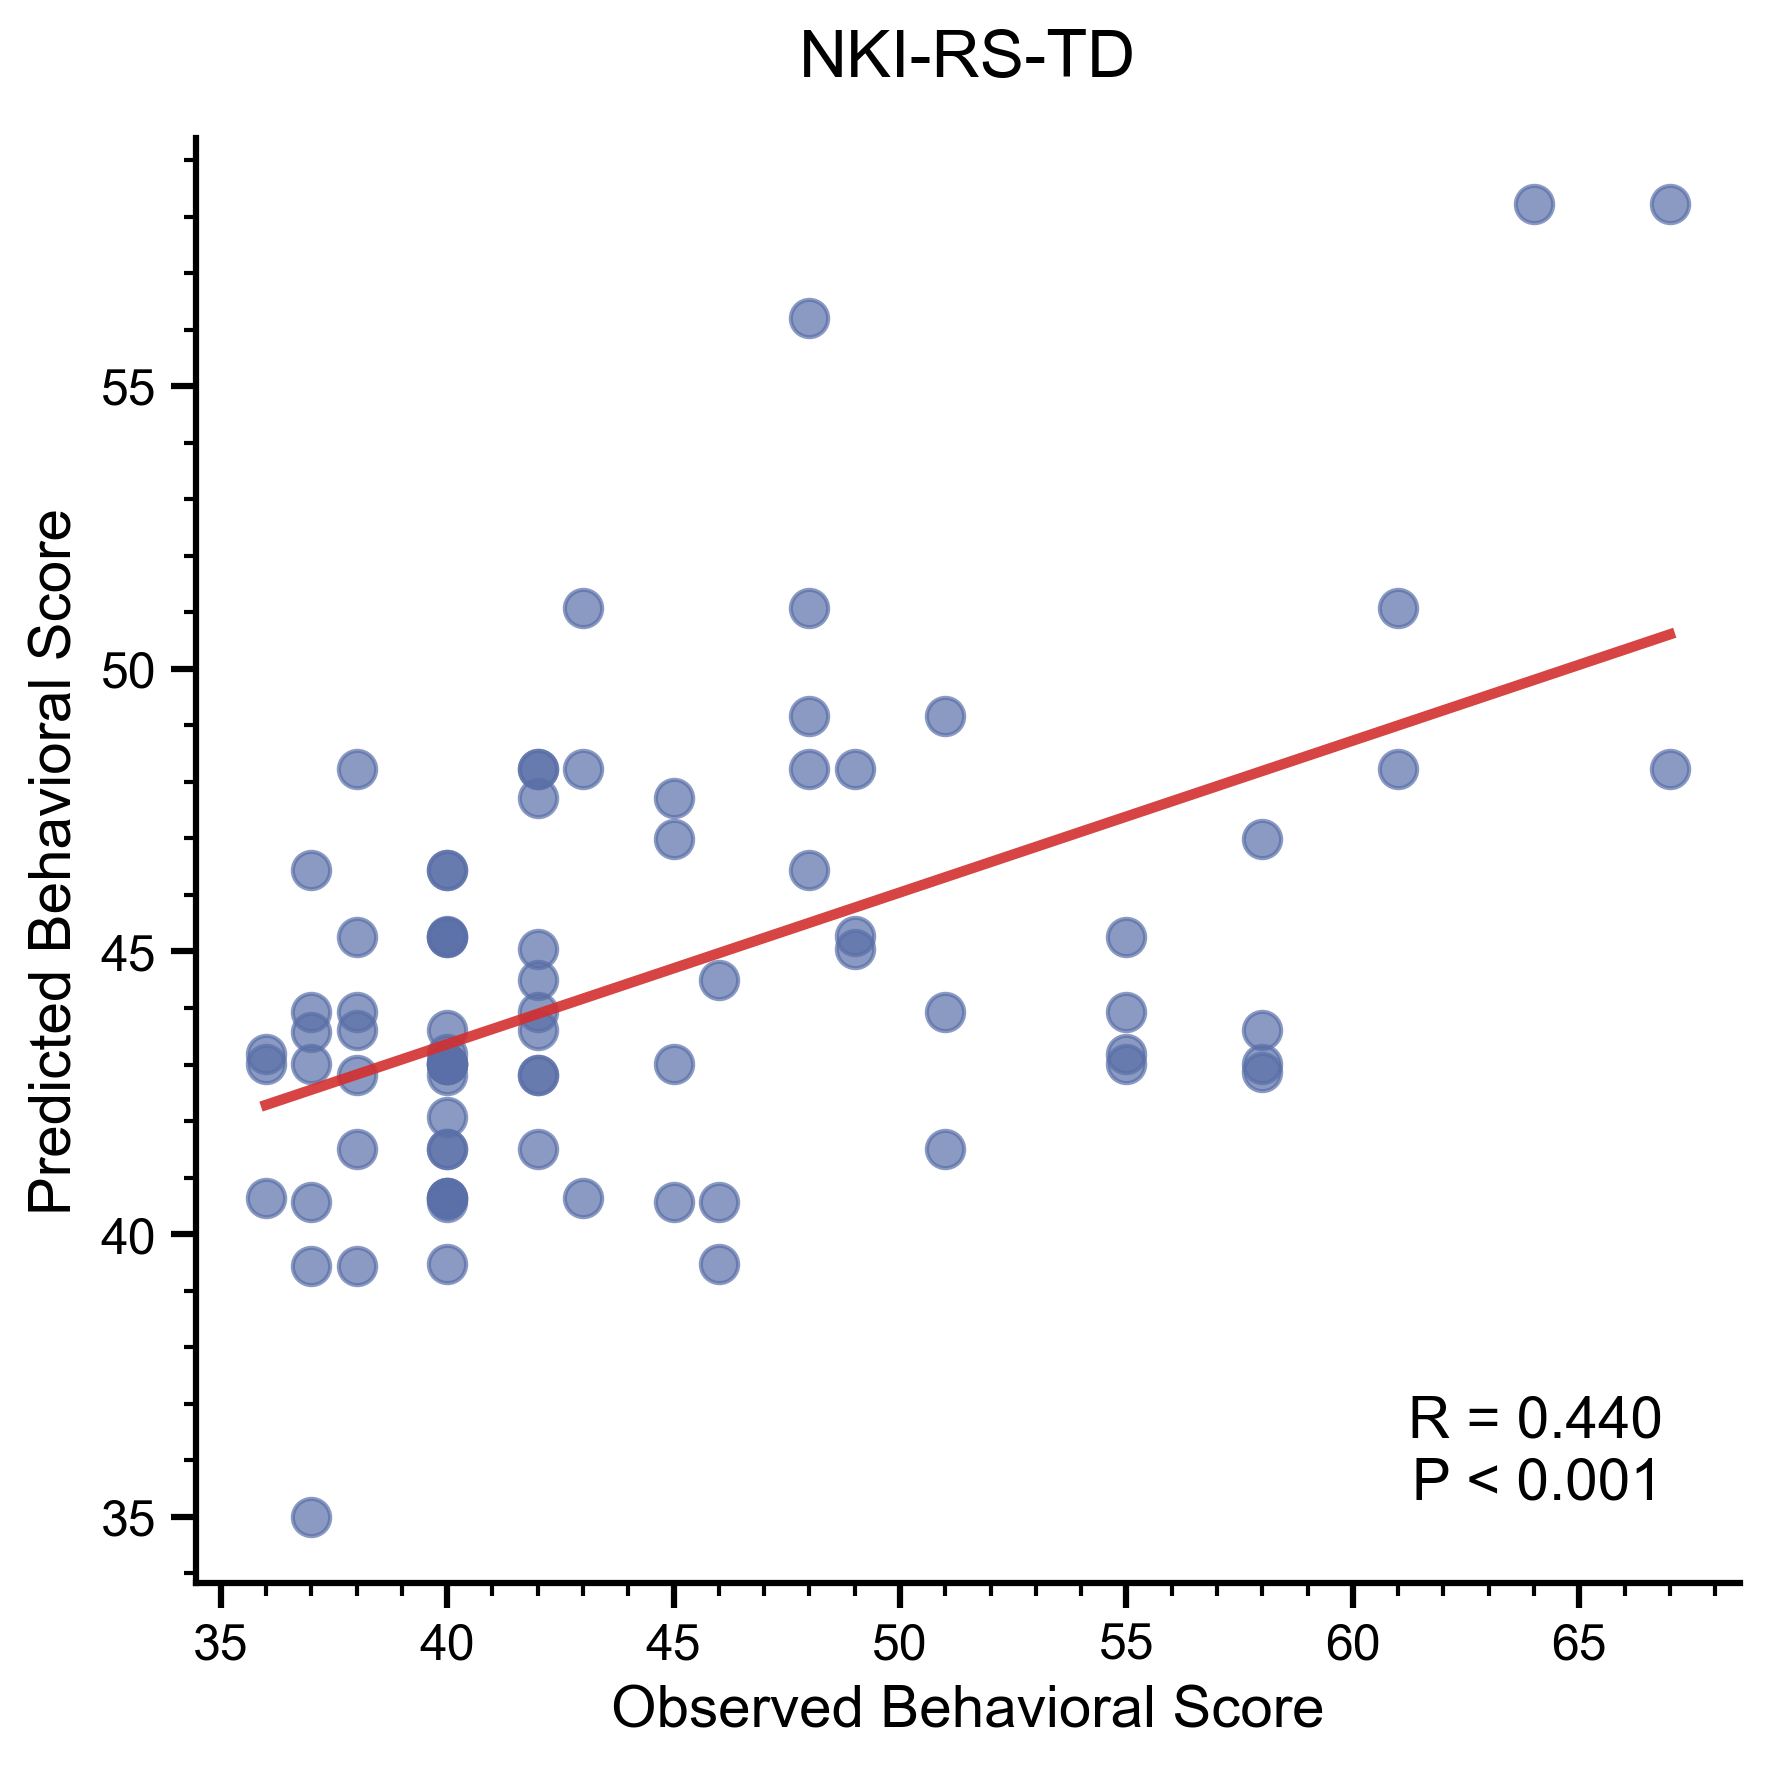 NKI-RS-TD
Predicted Behavioral Score
55
50
45
40
35
R = 0.440
P < 0.001
35 40 45 50 55 60 65
Observed Behavioral Score